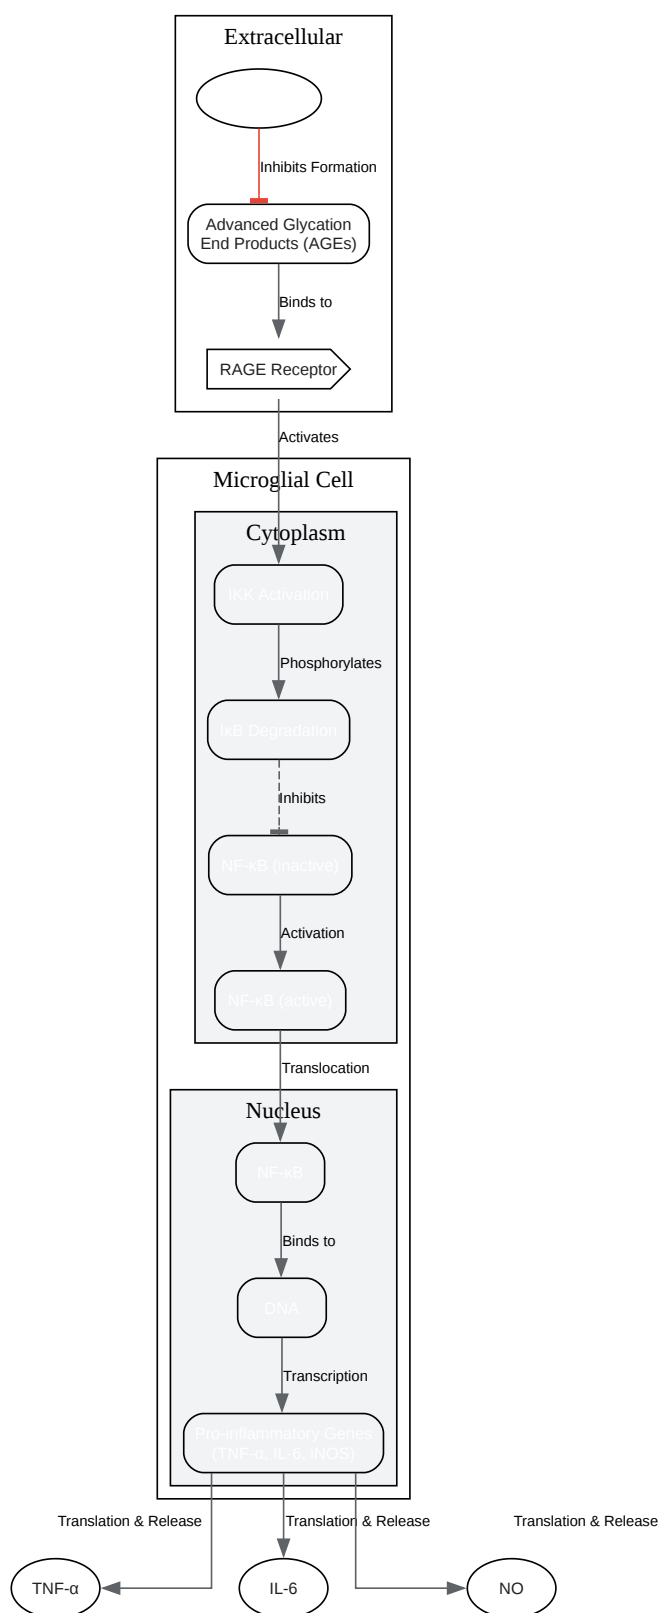 Extracellular
Inhibits Formation
Advanced Glycation
End Products (AGEs)
Binds to
RAGE Receptor
Activates
Microglial Cell
Cytoplasm
IKK Activation
Phosphorylates
IκB Degradation
Inhibits
NF-κB (inactive)
Activation
NF-κB (active)
Translocation
Nucleus
NF-κB
Binds to
DNA
Transcription
Pro-inflammatory Genes
(TNF-α, IL-6, iNOS)
Translation & Release
Translation & Release
Translation & Release
TNF-α
IL-6
NO